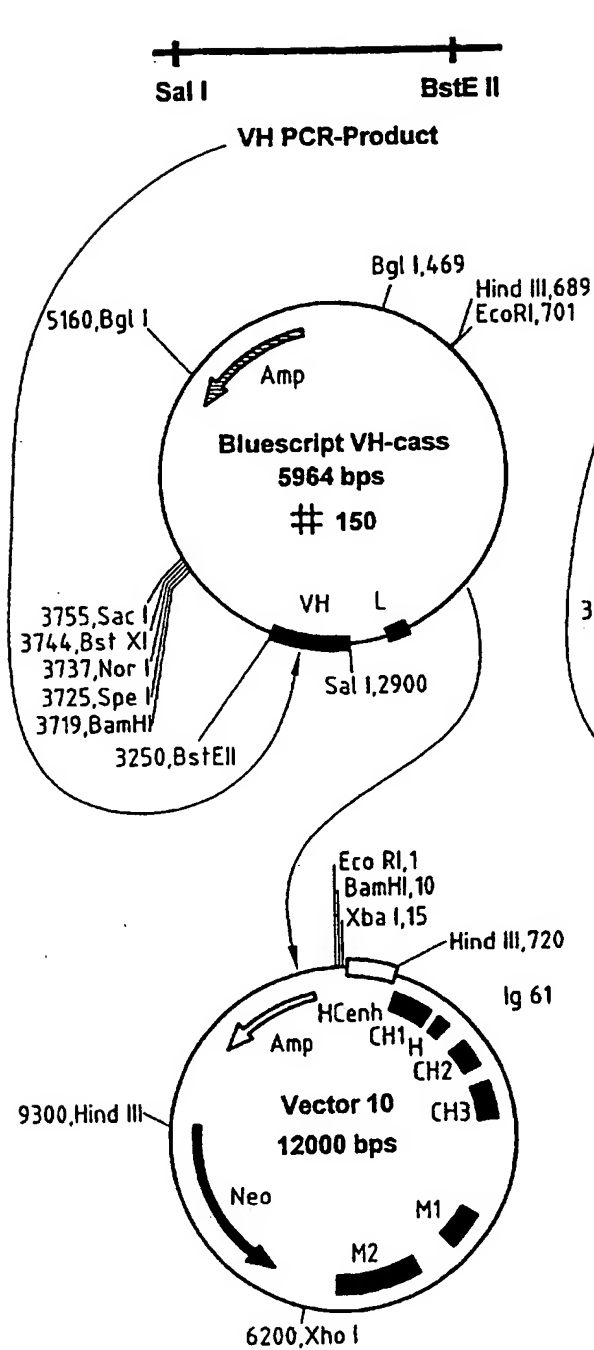 Sal I
BstE II
VH PCR-Product
Bgl I,469
Hind III,689
EcoRI,701
5160,Bgl I
Amp
Bluescript VH-cass
5964 bps
# 150
VH
L
3755,Sac I
3744,Bst XI
3737,Nor I
3725,Spe I
3719,BamHI
Sal I,2900
3250,BstEII
3
Eco RI,1
BamHI,10
Xba I,15
Hind III,720
Ig 61
HCenh
CH1
H
CH2
CH3
Amp
Vector 10
12000 bps
9300,Hind III
Neo
M1
M2
6200,Xho I